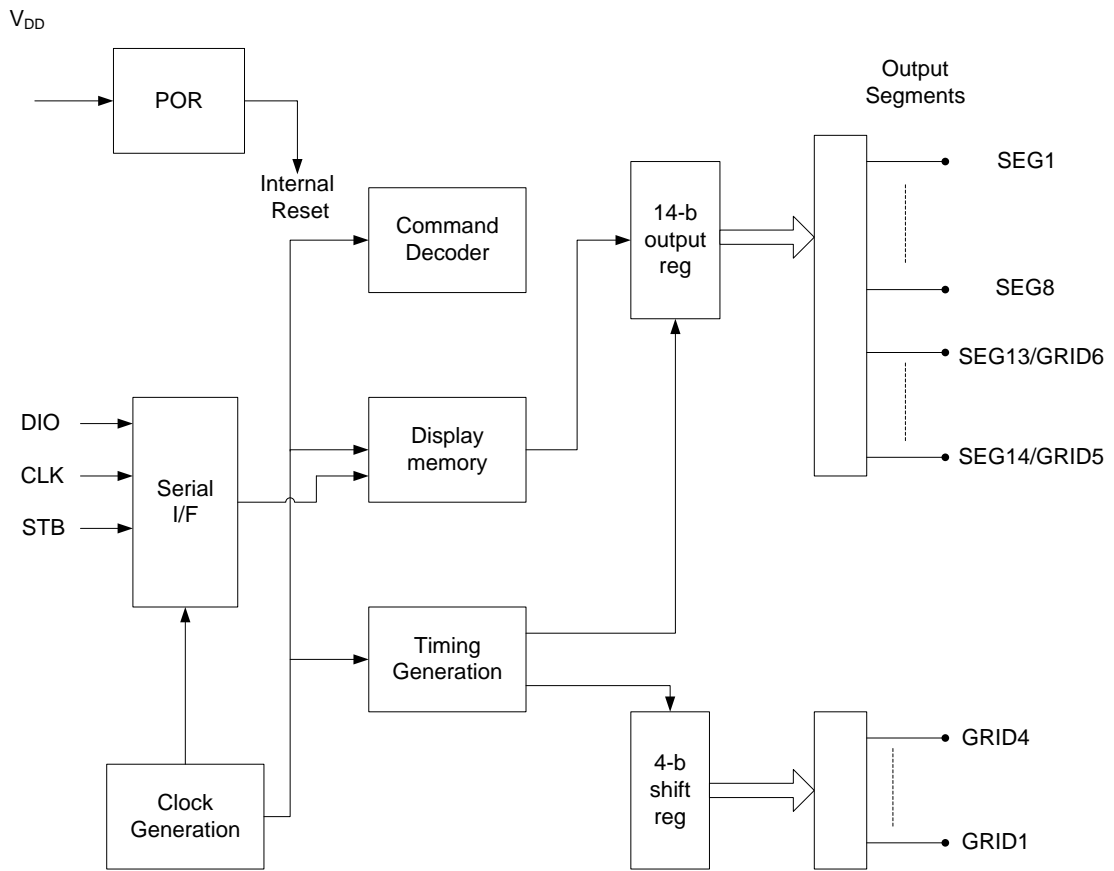 VDD
POR
Internal
Reset
Command
Decoder
14-b
output
reg
Output
Segments
SEG1
SEG8
SEG13/GRID6
SEG14/GRID5
DIO
CLK
STB
Serial
I/F
Display
memory
Timing
Generation
Clock
Generation
4-b
shift
reg
GRID4
GRID1